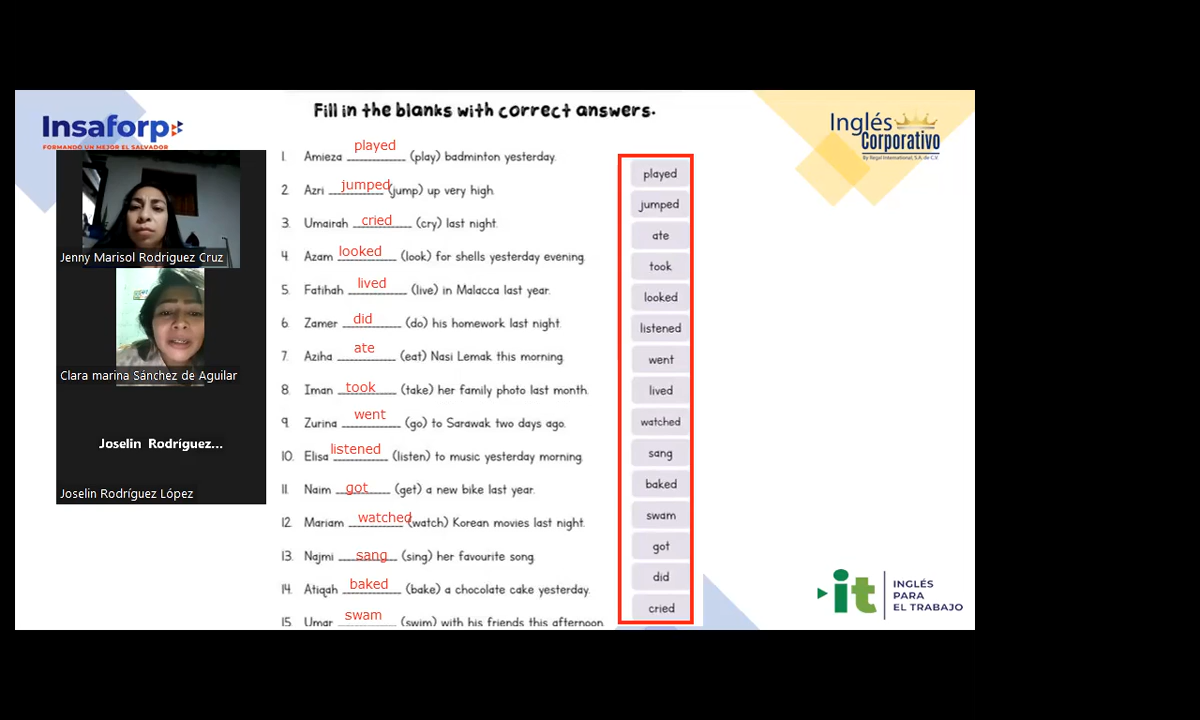 Fill in the blanks with correct answers.
Insaforp
FORMANDO UN MEJOR EL SALVADOR
Inglés
Corporativo
By Regal International, S.A. de C.V.
Jenny Marisol Rodriguez Cruz
Clara marina Sánchez de Aguilar
Joselin Rodríguez...
Joselin Rodríguez López
1. Amieza played (play) badminton yesterday.
2. Azri jumped (jump) up very high.
3. Umairah cried (cry) last night.
4. Azam looked (look) for shells yesterday evening.
5. Fatihah lived (live) in Malacca last year.
6. Zamer did (do) his homework last night.
7. Aziha ate (eat) Nasi Lemak this morning.
8. Iman took (take) her family photo last month.
9. Zurina went (go) to Sarawak two days ago.
10. Elisa listened (listen) to music yesterday morning.
11. Naim got (get) a new bike last year.
12. Mariam watched (watch) Korean movies last night.
13. Najmi sang (sing) her favourite song.
14. Atiqah baked (bake) a chocolate cake yesterday.
15. Umar swam (swim) with his friends this afternoon.
played
jumped
ate
took
looked
listened
went
lived
watched
sang
baked
swam
got
did
cried
it
INGLÉS
PARA
EL TRABAJO